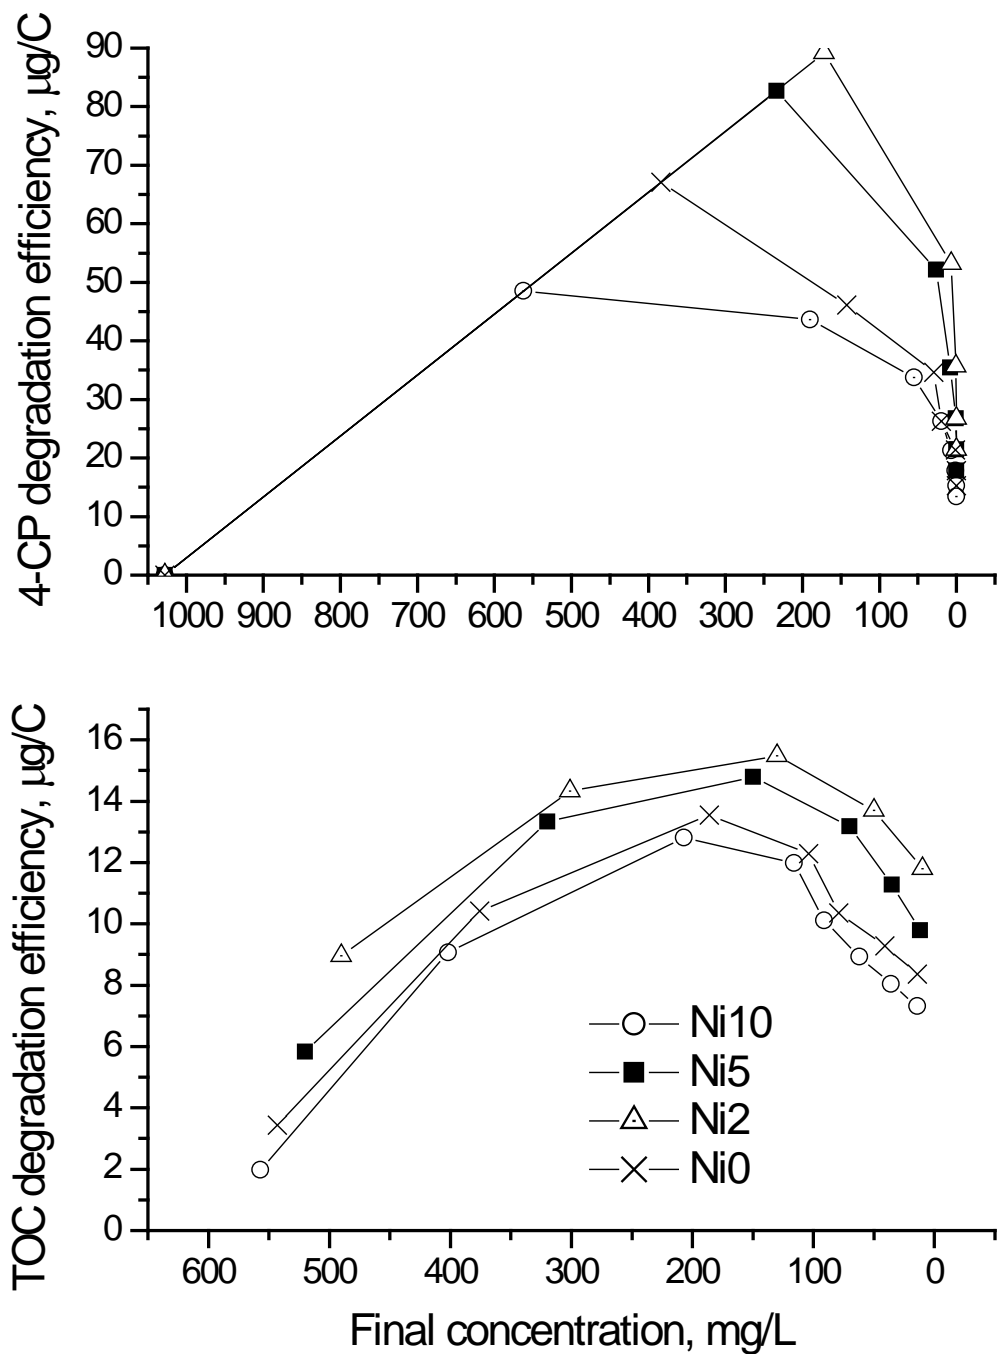 4-CP degradation efficiency, µg/C
90
80
70
60
50
40
30
20
10
0
1000 900 800 700 600 500 400 300 200 100 0
TOC degradation efficiency, µg/C
16
14
12
10
8
6
4
2
0
Ni10
Ni5
Ni2
Ni0
600 500 400 300 200 100 0
Final concentration, mg/L